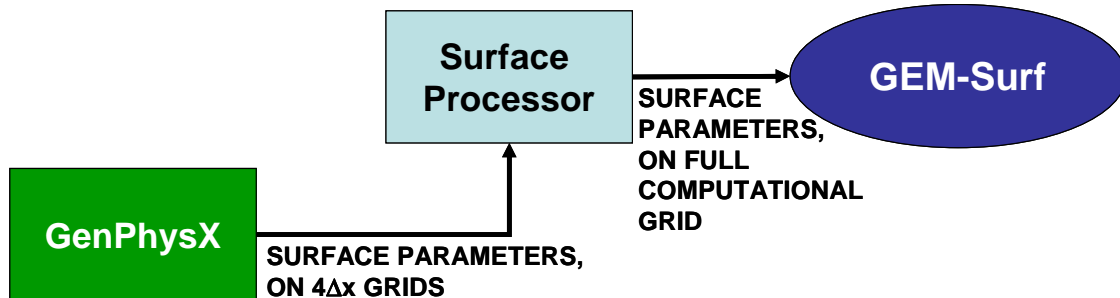 Surface
Processor
GEM-Surf
SURFACE
PARAMETERS,
ON FULL
COMPUTATIONAL
GRID
GenPhysX
SURFACE PARAMETERS,
ON 4Δx GRIDS